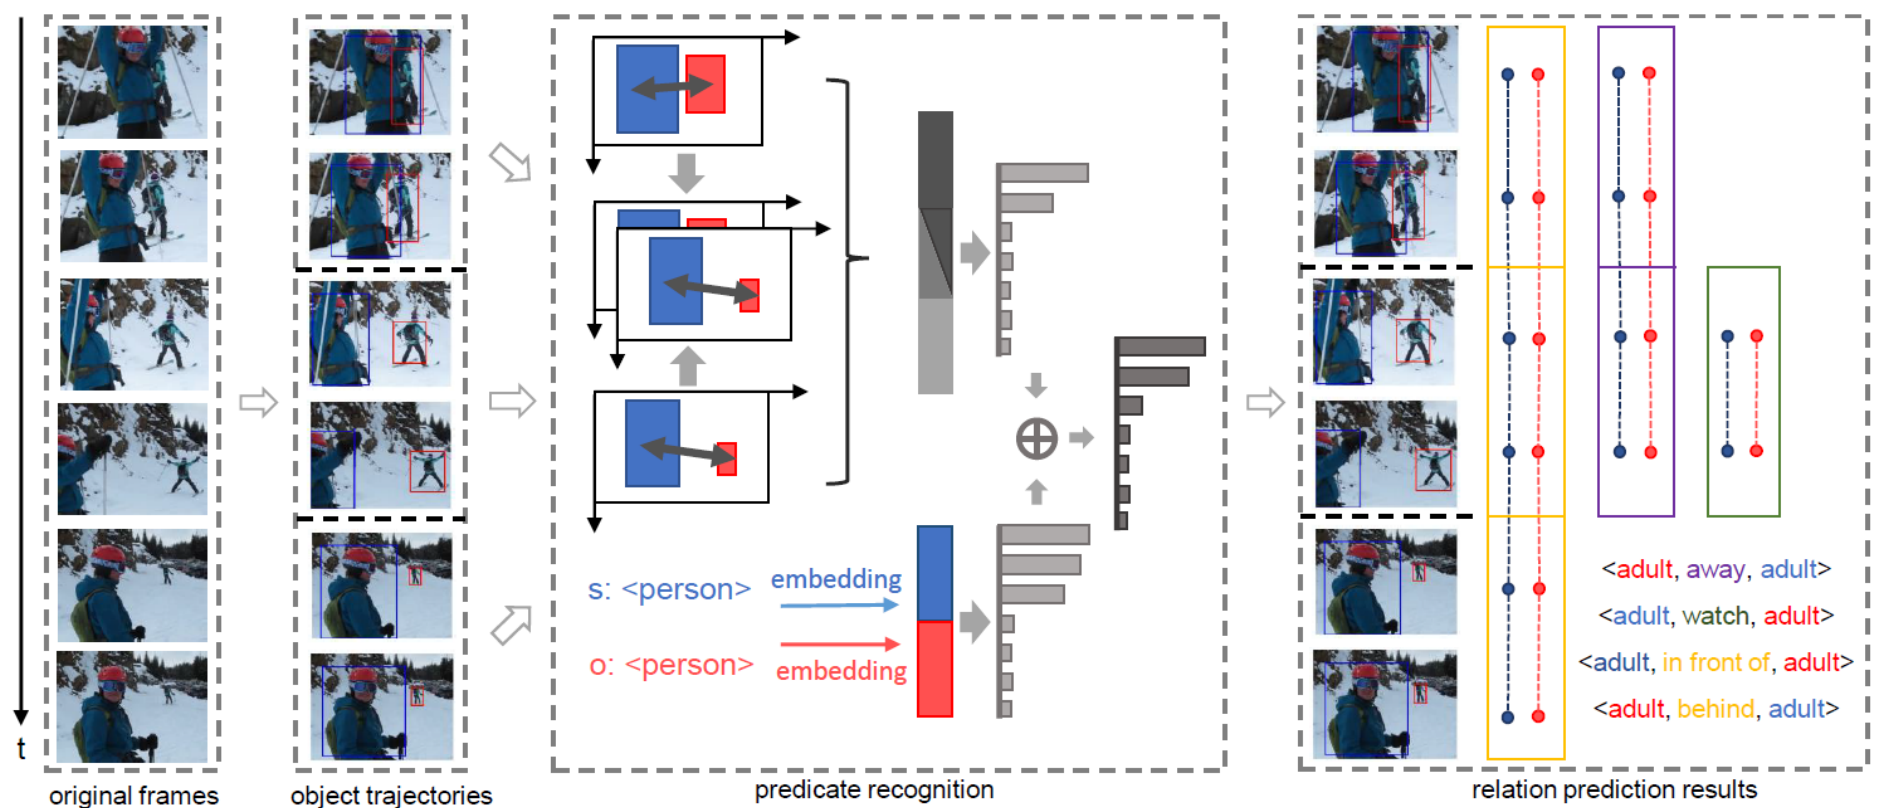 t
original frames
object trajectories
s: <person>
embedding
o: <person>
embedding
predicate recognition
<adult, away, adult>
<adult, watch, adult>
<adult, in front of, adult>
<adult, behind, adult>
relation prediction results